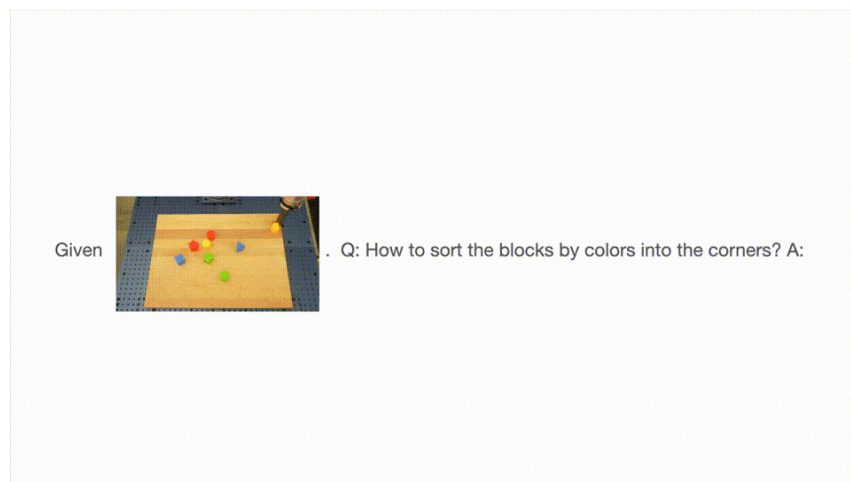 Given . Q: How to sort the blocks by colors into the corners? A: